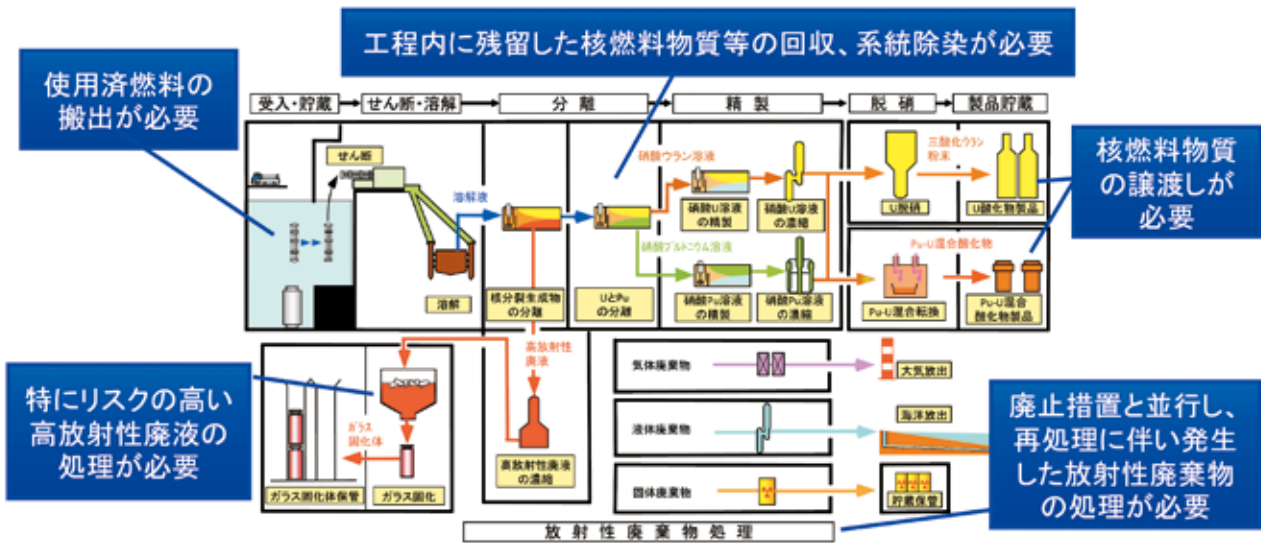 工程内に残留した核燃料物質等の回収、系統除染が必要
使用済燃料の
搬出が必要
受入・貯蔵
せん断・溶解
分離
精製
脱硝
製品貯蔵
せん断
溶解液
溶解
核分裂生成物
の分離
UとPu
の分離
硝酸ウラン溶液
硝酸U溶液
の精製
硝酸U溶液
の濃縮
硝酸プルトニウム溶液
硝酸Pu溶液
の精製
硝酸Pu溶液
の濃縮
三酸化ウラン
粉末
U脱硝
U酸化物製品
Pu-U混合酸化物
Pu-U混合転換
Pu-U混合
酸化物製品
核燃料物質
の譲渡しが
必要
特にリスクの高い
高放射性廃液の
処理が必要
高放射性
廃液
ガラス
固化体
ガラス固化体保管
ガラス固化
高放射性廃液
の濃縮
気体廃棄物
大気放出
液体廃棄物
海洋放出
固体廃棄物
貯蔵保管
放射性廃棄物処理
廃止措置と並行し、
再処理に伴い発生
した放射性廃棄物
の処理が必要